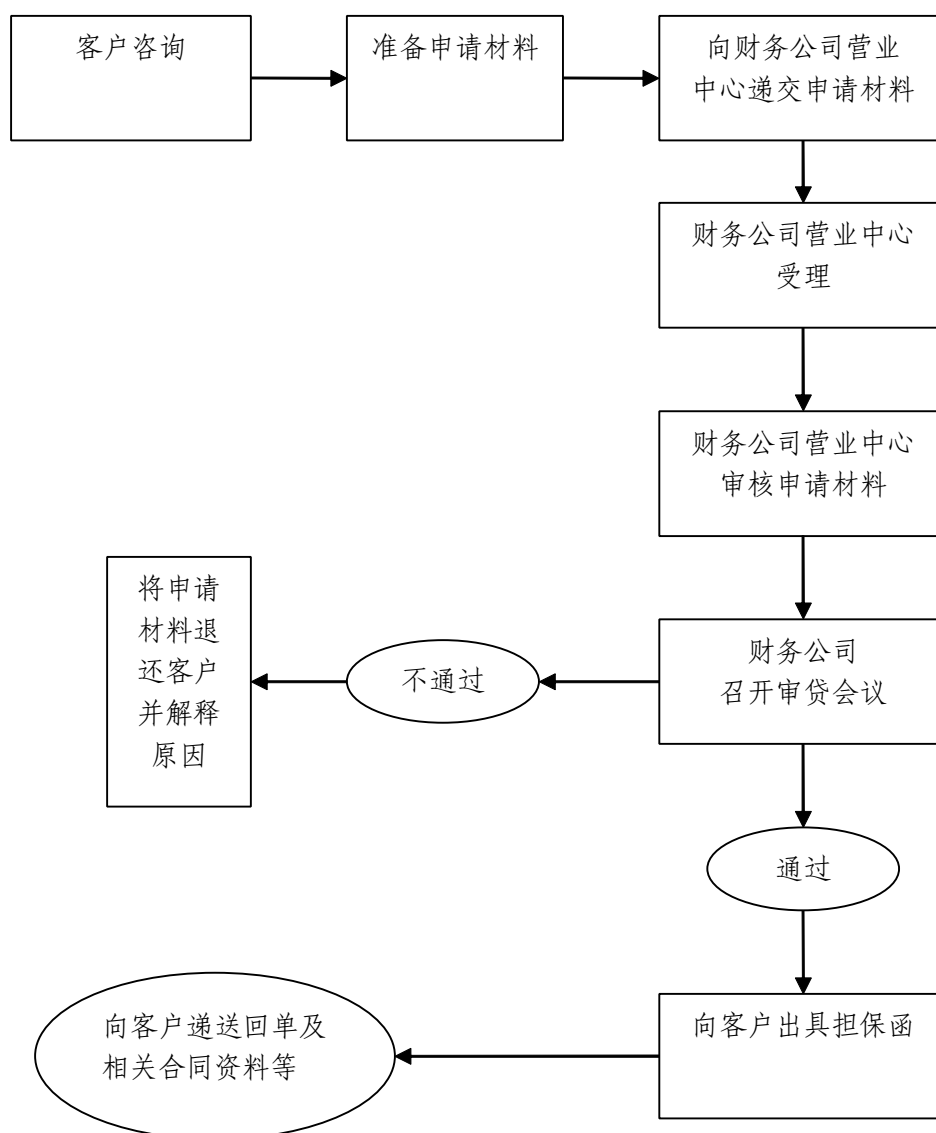 客户咨询
准备申请材料
向财务公司营业
中心递交申请材料
财务公司营业中心
受理
财务公司营业中心
审核申请材料
财务公司
召开审贷会议
不通过
将申请
材料退
还客户
并解释
原因
通过
向客户出具担保函
向客户递送回单及
相关合同资料等